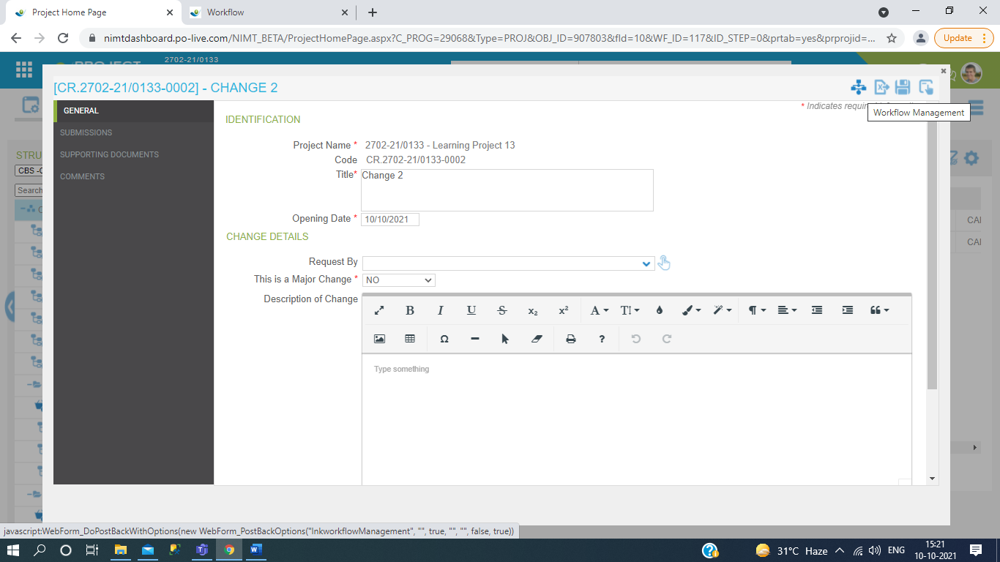 Project Home Page
Workflow
nimtdashboard.po-live.com/NIMT_BETA/ProjectHomePage.aspx?C_PROG=29068&Type=PROJ&OBJ_ID=907803&fld=10&WF_ID=117&ID_STEP=0&prtab=yes&prprojid=...
Update
PROJECT
2702-21/0133
[CR.2702-21/0133-0002] - CHANGE 2
Workflow Management
* Indicates
GENERAL
SUBMISSIONS
SUPPORTING DOCUMENTS
COMMENTS
IDENTIFICATION
Project Name * 2702-21/0133 - Learning Project 13
Code CR.2702-21/0133-0002
Title* Change 2
Opening Date * 10/10/2021
CHANGE DETAILS
Request By
This is a Major Change * NO
Description of Change
Type something
STRU
CBS -C
Search
CAI
CAI
javascript:WebForm_DoPostBackWithOptions(new WebForm_PostBackOptions("InkworkflowManagement", "", true, "", "", false, true))
31°C Haze
ENG
15:21
10-10-2021